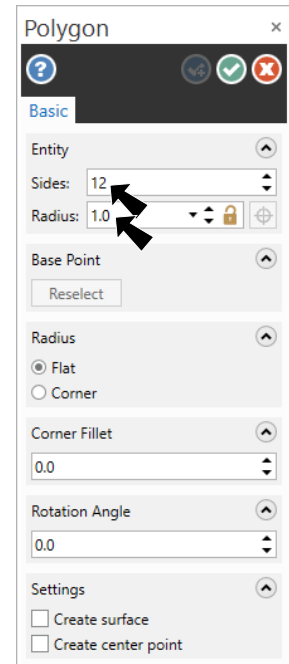 Polygon ×
?
Basic
Entity
Sides: 12
Radius: 1.0
Base Point
Reselect
Radius
Flat
Corner
Corner Fillet
0.0
Rotation Angle
0.0
Settings
Create surface
Create center point